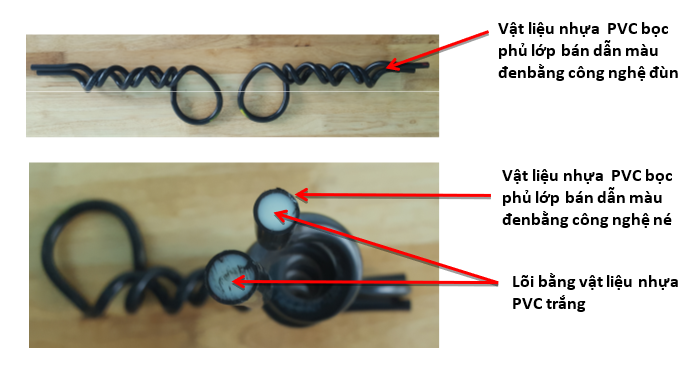 Vật liệu nhựa PVC bọc
phủ lớp bán dẫn màu
đenbằng công nghệ đùn
Vật liệu nhựa PVC bọc
phủ lớp bán dẫn màu
đenbằng công nghệ né
Lõi bằng vật liệu nhựa
PVC trắng